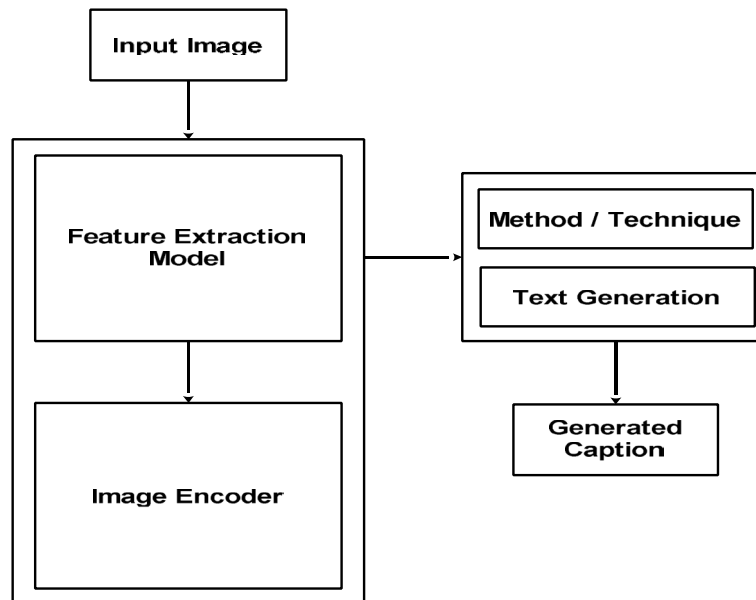 Input Image
Feature Extraction
Model
Image Encoder
Method / Technique
Text Generation
Generated
Caption